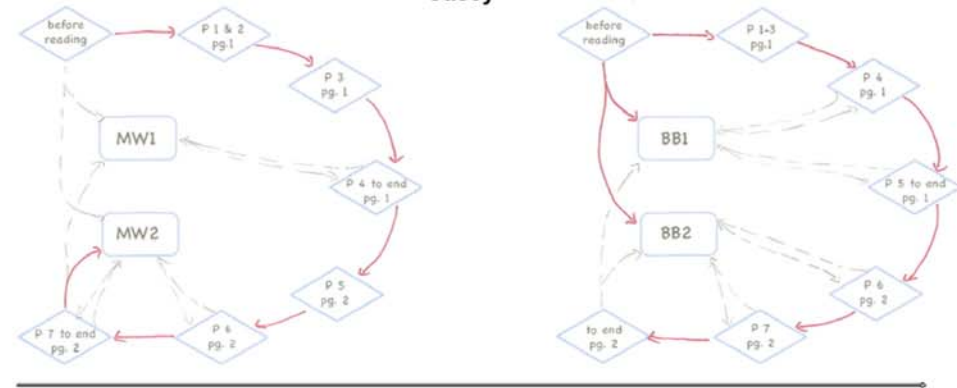 before
reading
P 1 & 2
pg. 1
P 3
pg. 1
MW1
P 4 to end
pg. 1
MW2
P 5
pg. 2
P 6
pg. 2
P 7 to end
pg. 2
before
reading
P 1-3
pg.1
P 4
pg. 1
BB1
P 5 to end
pg. 1
BB2
P 6
pg. 2
P 7
pg. 2
to end
pg. 2